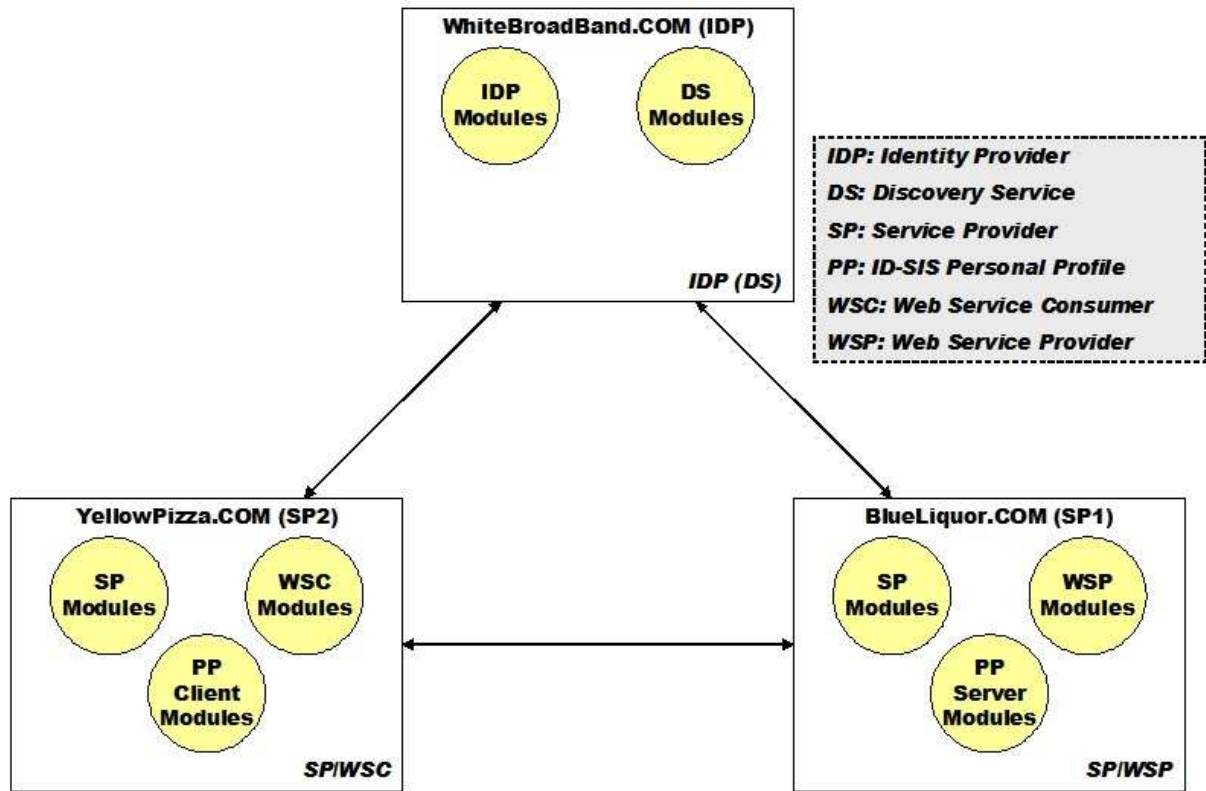 WhiteBroadBand.COM (IDP)
IDP
Modules
DS
Modules
IDP (DS)
IDP: Identity Provider
DS: Discovery Service
SP: Service Provider
PP: ID-SIS Personal Profile
WSC: Web Service Consumer
WSP: Web Service Provider
YellowPizza.COM (SP2)
SP
Modules
WSC
Modules
PP
Client
Modules
SP/WSC
BlueLiquor.COM (SP1)
SP
Modules
WSP
Modules
PP
Server
Modules
SP/WSP